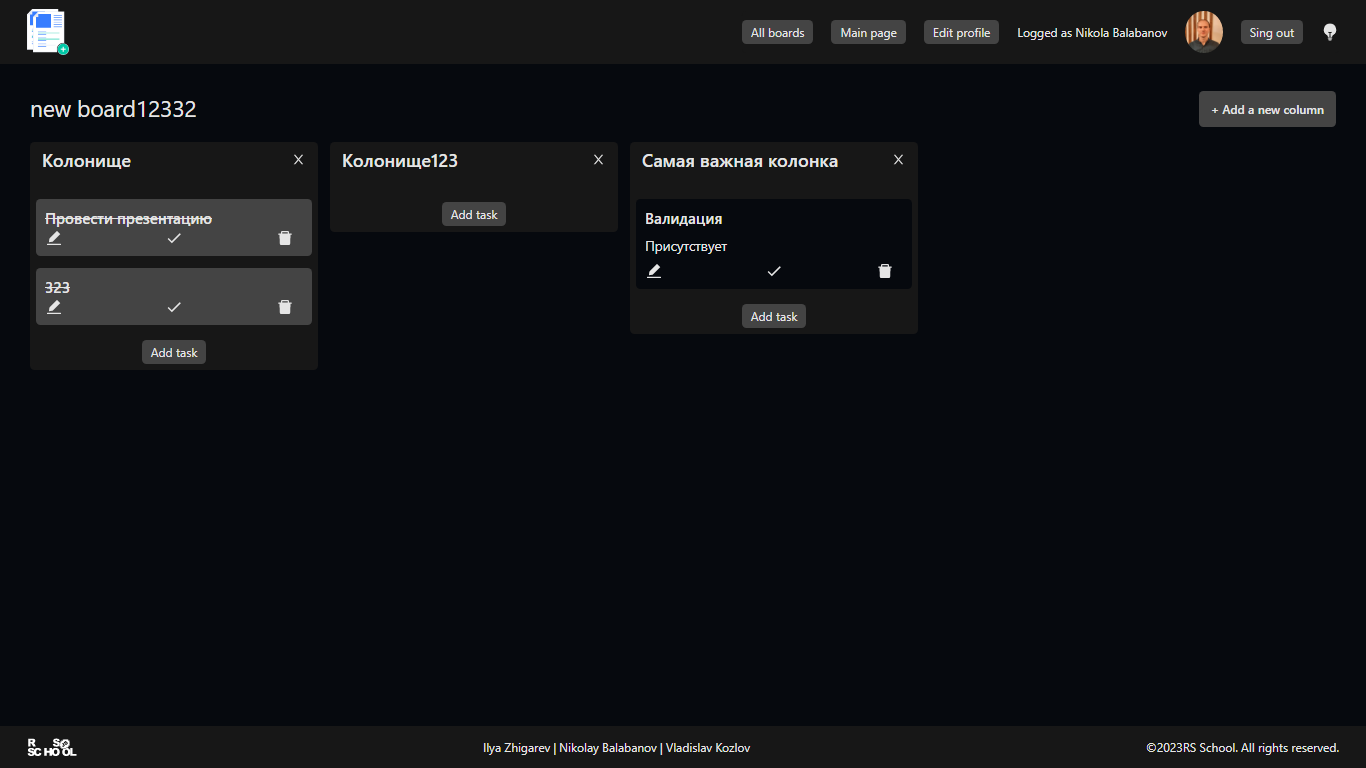 All boards
Main page
Edit profile
Logged as Nikola Balabanov
Sing out
new board12332
+ Add a new column
Колонище
X
Провести презентацию
323
Add task
Колонище123
X
Add task
Самая важная колонка
X
Валидация
Присутствует
Add task
RS SO
SCHOOL
Ilya Zhigarev | Nikolay Balabanov | Vladislav Kozlov
©2023RS School. All rights reserved.